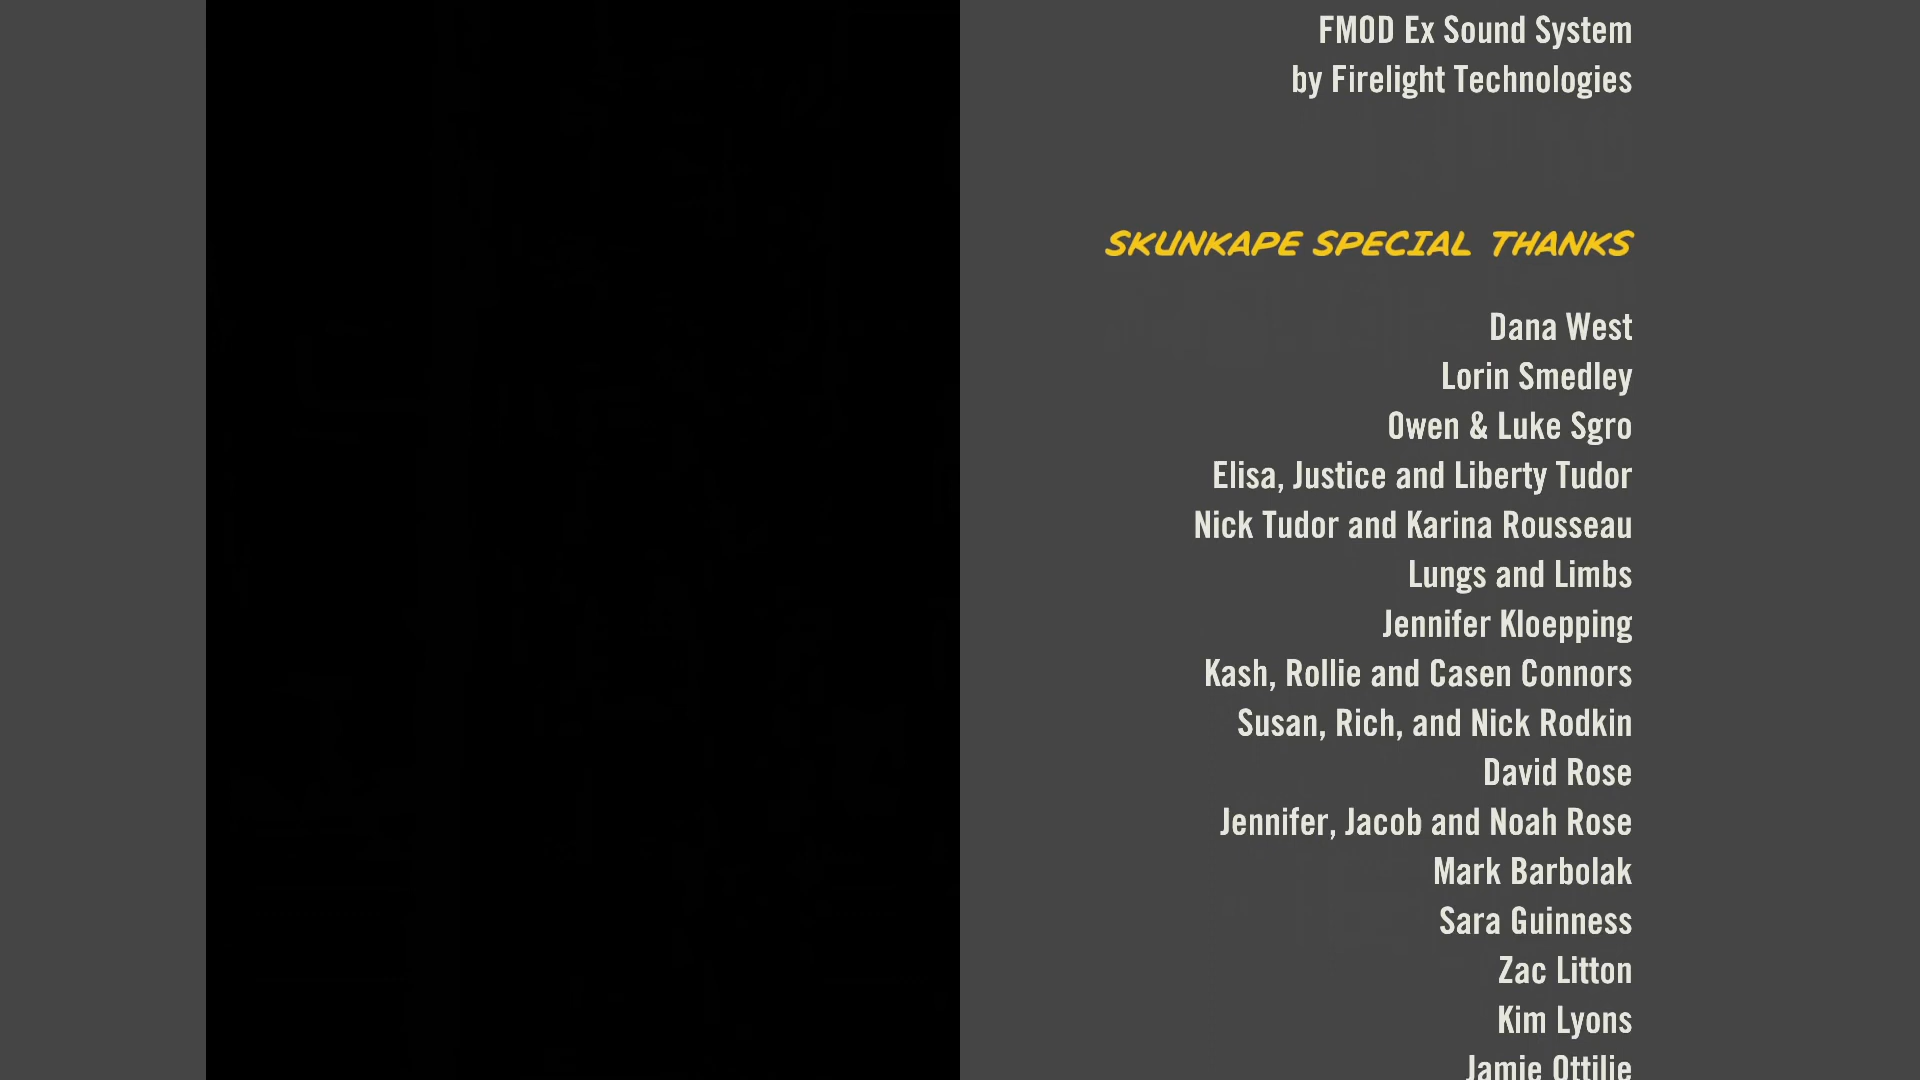 FMOD Ex Sound System
by Firelight Technologies
SKUNKAPE SPECIAL THANKS
Dana West
Lorin Smedley
Owen & Luke Sgro
Elisa, Justice and Liberty Tudor
Nick Tudor and Karina Rousseau
Lungs and Limbs
Jennifer Kloepping
Kash, Rollie and Casen Connors
Susan, Rich, and Nick Rodkin
David Rose
Jennifer, Jacob and Noah Rose
Mark Barbolak
Sara Guinness
Zac Litton
Kim Lyons
Jamie Ottilie